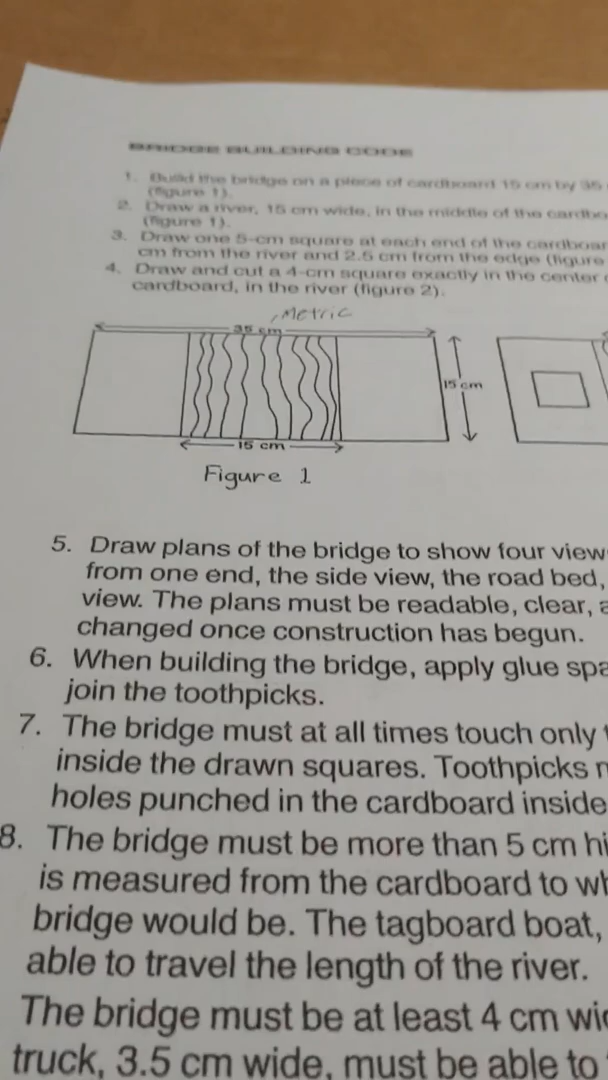 BRIDGE BUILDING CODE
1. Build the bridge on a piece of cardboard 15 cm by 35
(figure 1).
2. Draw a river, 15 cm wide, in the middle of the
(figure 1).
3. Draw one 5-cm square at each end of the
cm from the river and 2.5 cm from the edge (figure
4. Draw and cut a 4-cm square exactly in the center
cardboard, in the river (figure 2).
Metric
35 cm
15 cm
15 cm
Figure 1
5. Draw plans of the bridge to show four view
from one end, the side view, the road bed,
view. The plans must be readable, clear, a
changed once construction has begun.
6. When building the bridge, apply glue spa
join the toothpicks.
7. The bridge must at all times touch only
inside the drawn squares. Toothpicks
holes punched in the cardboard inside
8. The bridge must be more than 5 cm hi
is measured from the cardboard to wh
bridge would be. The tagboard boat,
able to travel the length of the river.
The bridge must be at least 4 cm wi
truck, 3.5 cm wide, must be able to